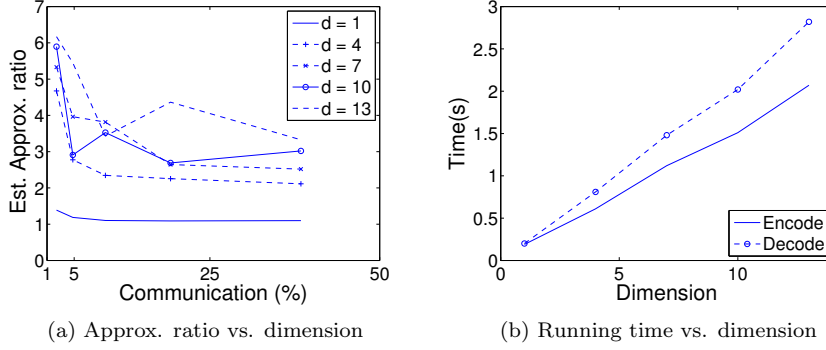 7
6
5
4
3
2
1
0
Est. Approx. ratio
d = 1
d = 4
d = 7
d = 10
d = 13
1 5 25 50
Communication (%)
(a) Approx. ratio vs. dimension
3
2.5
2
1.5
1
0.5
0
Time(s)
Encode
Decode
0 5 10
Dimension
(b) Running time vs. dimension